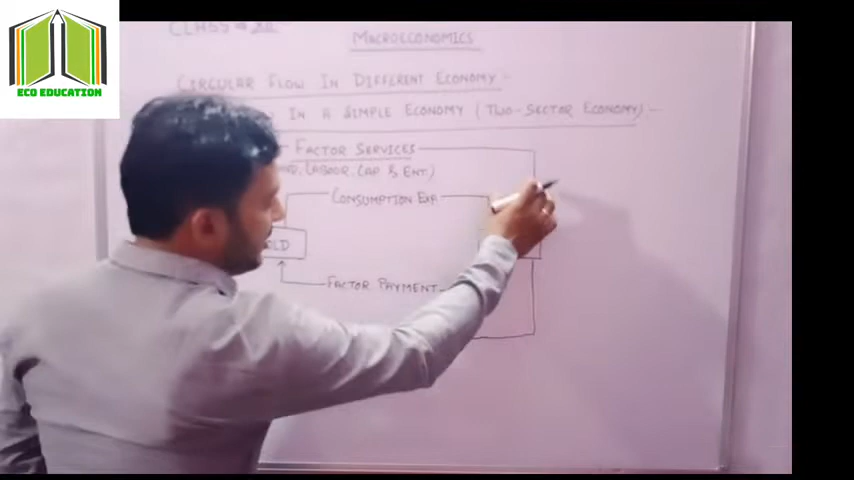 ECO EDUCATION
CLASS
MACROECONOMICS
CIRCULAR FLOW IN DIFFERENT ECONOMY -
IN A SIMPLE ECONOMY (TWO-SECTOR ECONOMY) -
FACTOR SERVICES
LABOUR, CAP & ENT.)
CONSUMPTION EXP
FACTOR PAYMENT